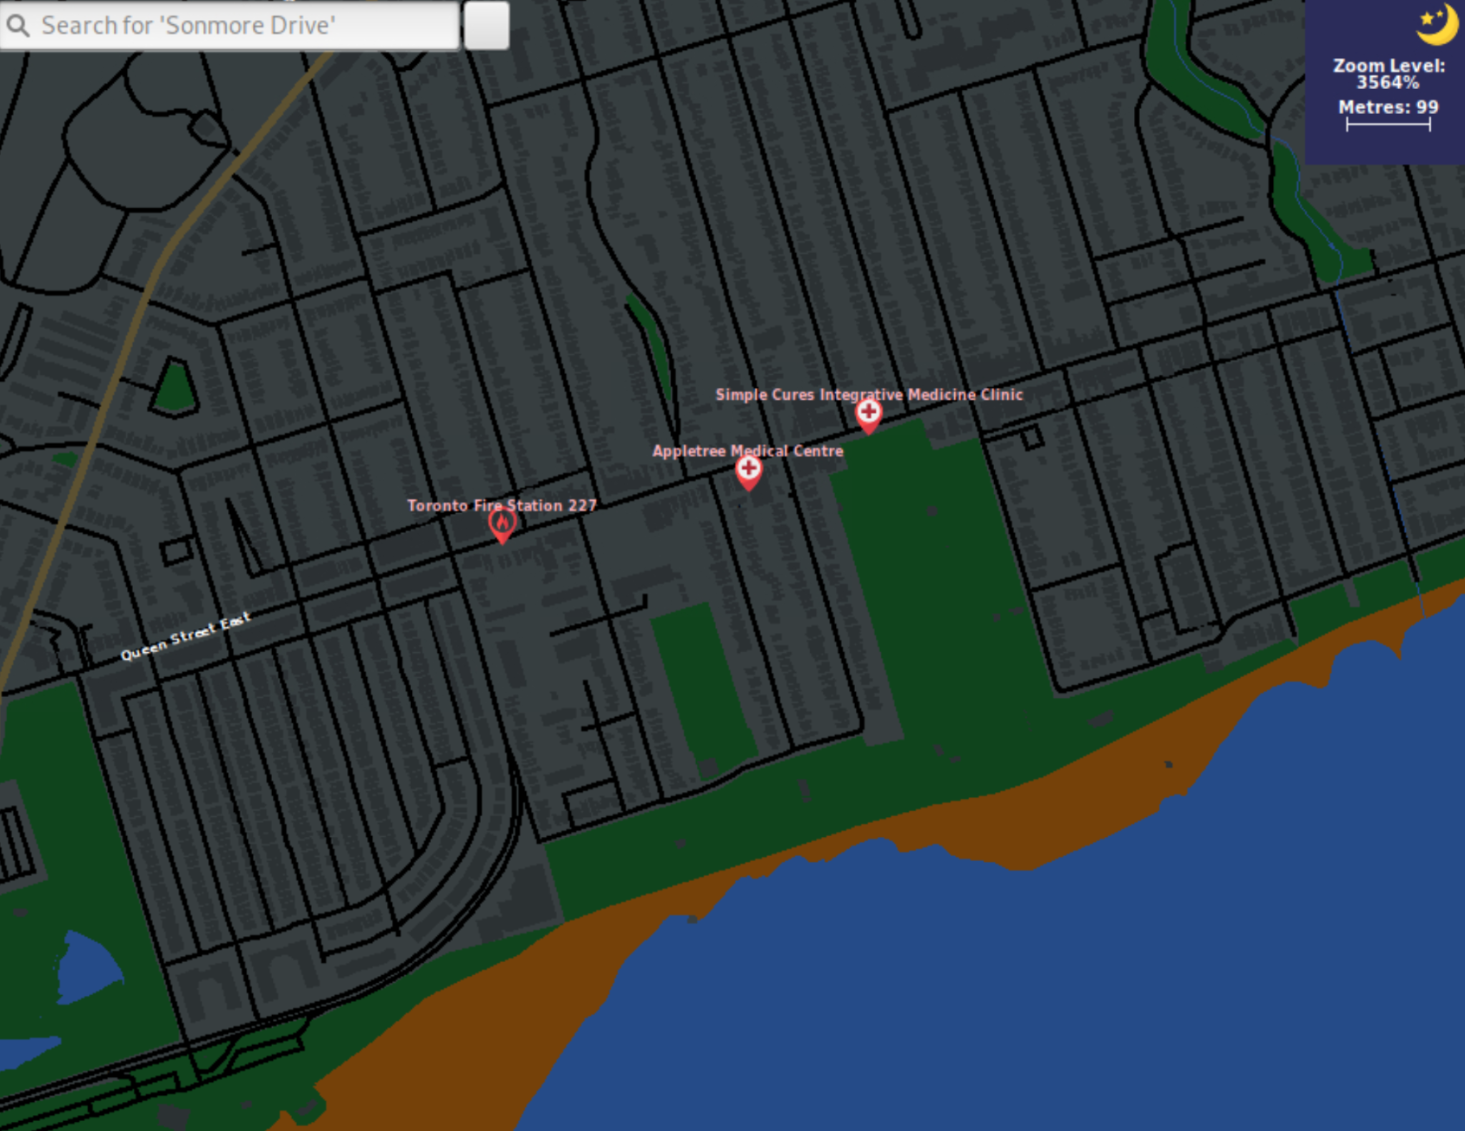 Search for 'Sonmore Drive'
Zoom Level:
3564%
Metres: 99
Simple Cures Integrative Medicine Clinic
Appletree Medical Centre
Toronto Fire Station 227
Queen Street East